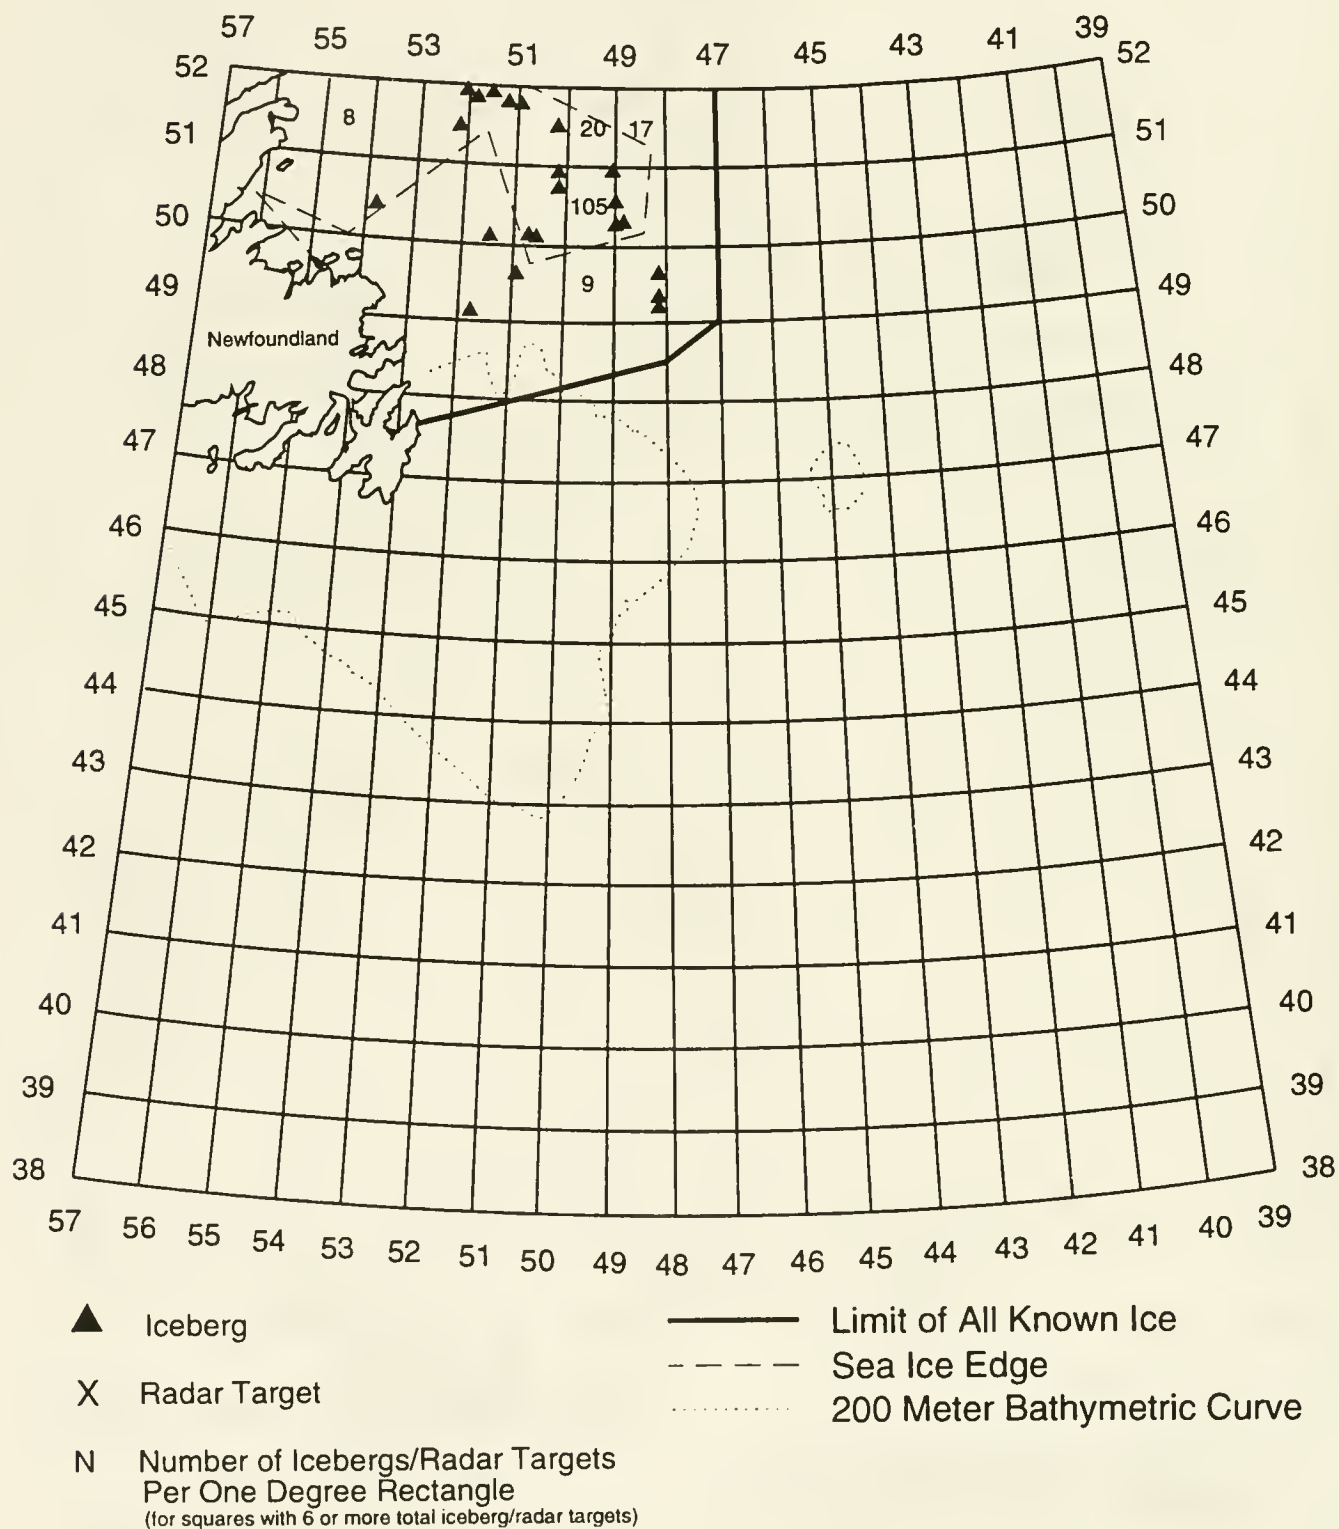 57 55 53 51 49 47 45 43 41 39
52 52
51 8 20 17 51
50 105 50
49 9 49
Newfoundland
48 48
47 47
46 46
45 45
44 44
43 43
42 42
41 41
40 40
39 39
38 38
57 56 55 54 53 52 51 50 49 48 47 46 45 44 43 42 41 40 39
Iceberg
X Radar Target
N Number of Icebergs/Radar Targets
Per One Degree Rectangle
(for squares with 6 or more total iceberg/radar targets)
Limit of All Known Ice
Sea Ice Edge
200 Meter Bathymetric Curve